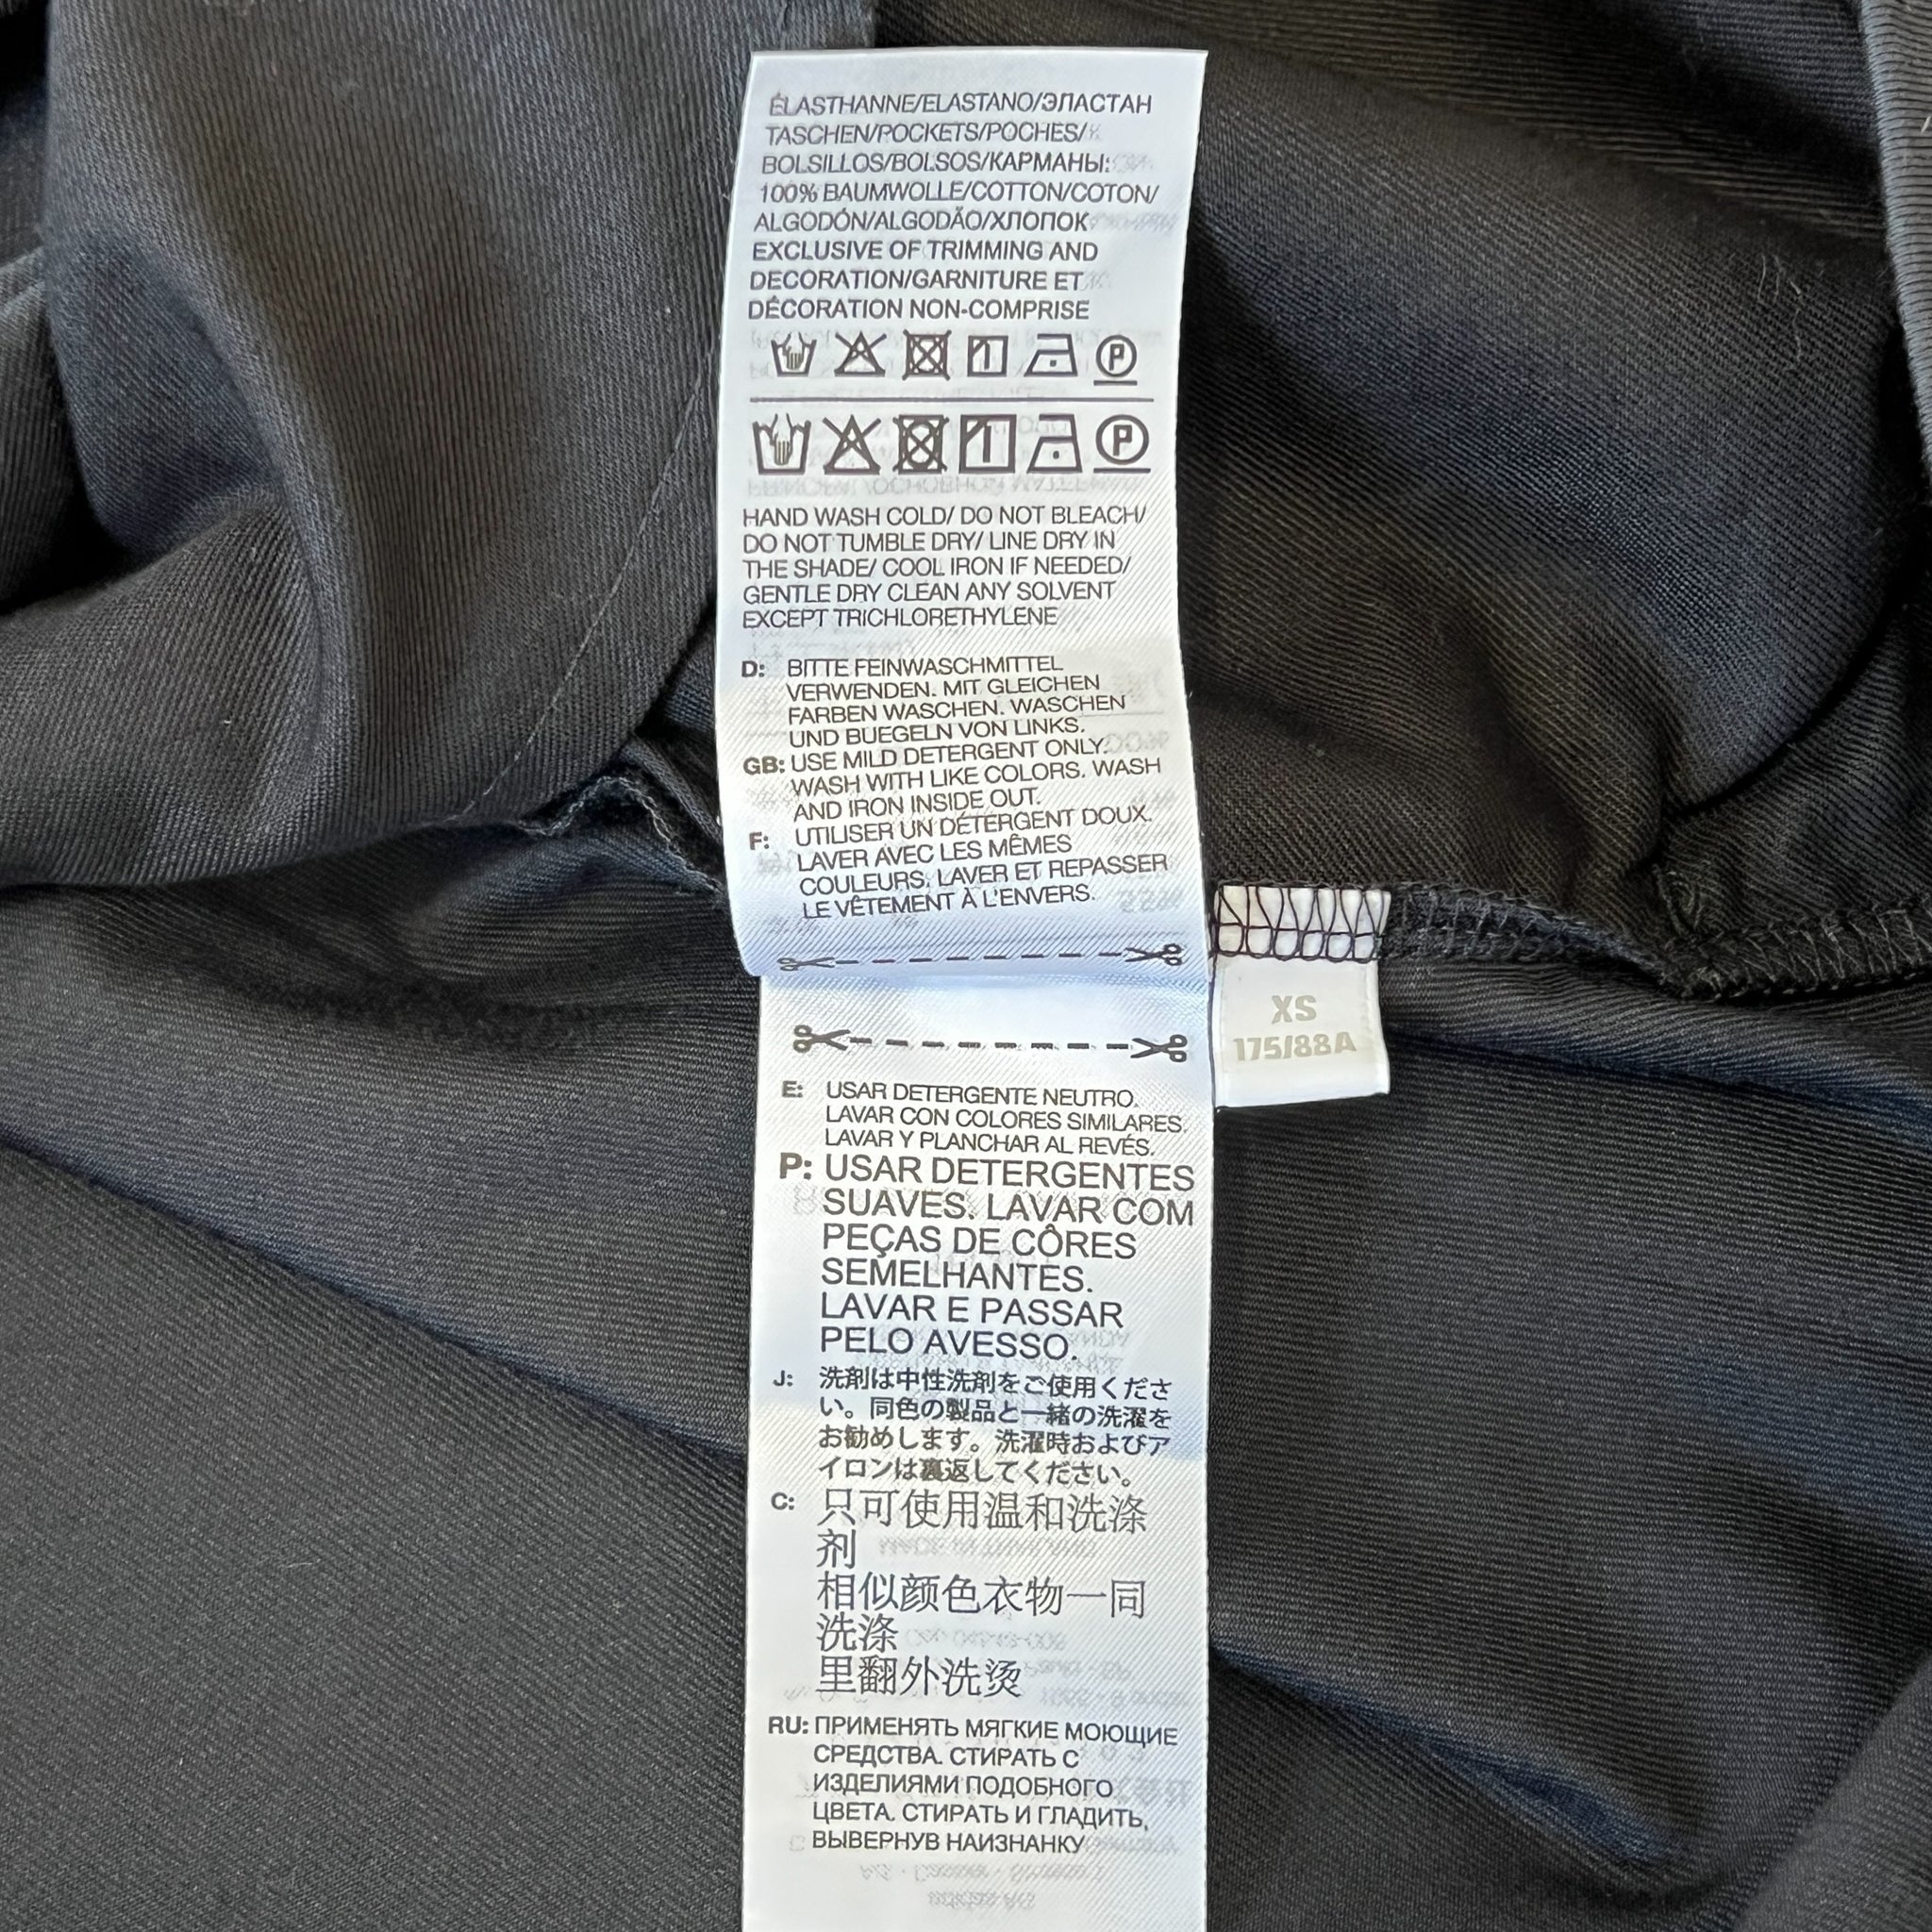 ÉLASTHANNE/ELASTANO/ЭЛАСТАН
TASCHEN/POCKETS/POCHES/
BOLSILLOS/BOLSOS/КАРМАНЫ:
100% BAUMWOLLE/COTTON/COTON/
ALGODÓN/ALGODÃO/ХЛОПОК
EXCLUSIVE OF TRIMMING AND
DECORATION/GARNITURE ET
DÉCORATION NON-COMPRISE
P
P
HAND WASH COLD/ DO NOT BLEACH/
DO NOT TUMBLE DRY/ LINE DRY IN
THE SHADE/ COOL IRON IF NEEDED/
GENTLE DRY CLEAN ANY SOLVENT
EXCEPT TRICHLORETHYLENE
D: BITTE FEINWASCHMITTEL
VERWENDEN. MIT GLEICHEN
FARBEN WASCHEN. WASCHEN
UND BUEGELN VON LINKS.
GB: USE MILD DETERGENT ONLY.
WASH WITH LIKE COLORS. WASH
AND IRON INSIDE OUT.
F: UTILISER UN DÉTERGENT DOUX.
LAVER AVEC LES MÊMES
COULEURS. LAVER ET REPASSER
LE VÊTEMENT À L'ENVERS.
XS
175/88A
E: USAR DETERGENTE NEUTRO.
LAVAR CON COLORES SIMILARES.
LAVAR Y PLANCHAR AL REVÉS.
P: USAR DETERGENTES
SUAVES. LAVAR COM
PEÇAS DE CÔRES
SEMELHANTES.
LAVAR E PASSAR
PELO AVESSO.
J: 洗剤は中性洗剤をご使用くださ
い。同色の製品と一緒の洗濯を
お勧めします。洗濯時およびア
イロンは裏返してください。
C: 只可使用温和洗涤
剂
相似颜色衣物一同
洗涤
里翻外洗烫
RU: ПРИМЕНЯТЬ МЯГКИЕ МОЮЩИЕ
СРЕДСТВА. СТИРАТЬ С
ИЗДЕЛИЯМИ ПОДОБНОГО
ЦВЕТА. СТИРАТЬ И ГЛАДИТЬ,
ВЫВЕРНУВ НАИЗНАНКУ